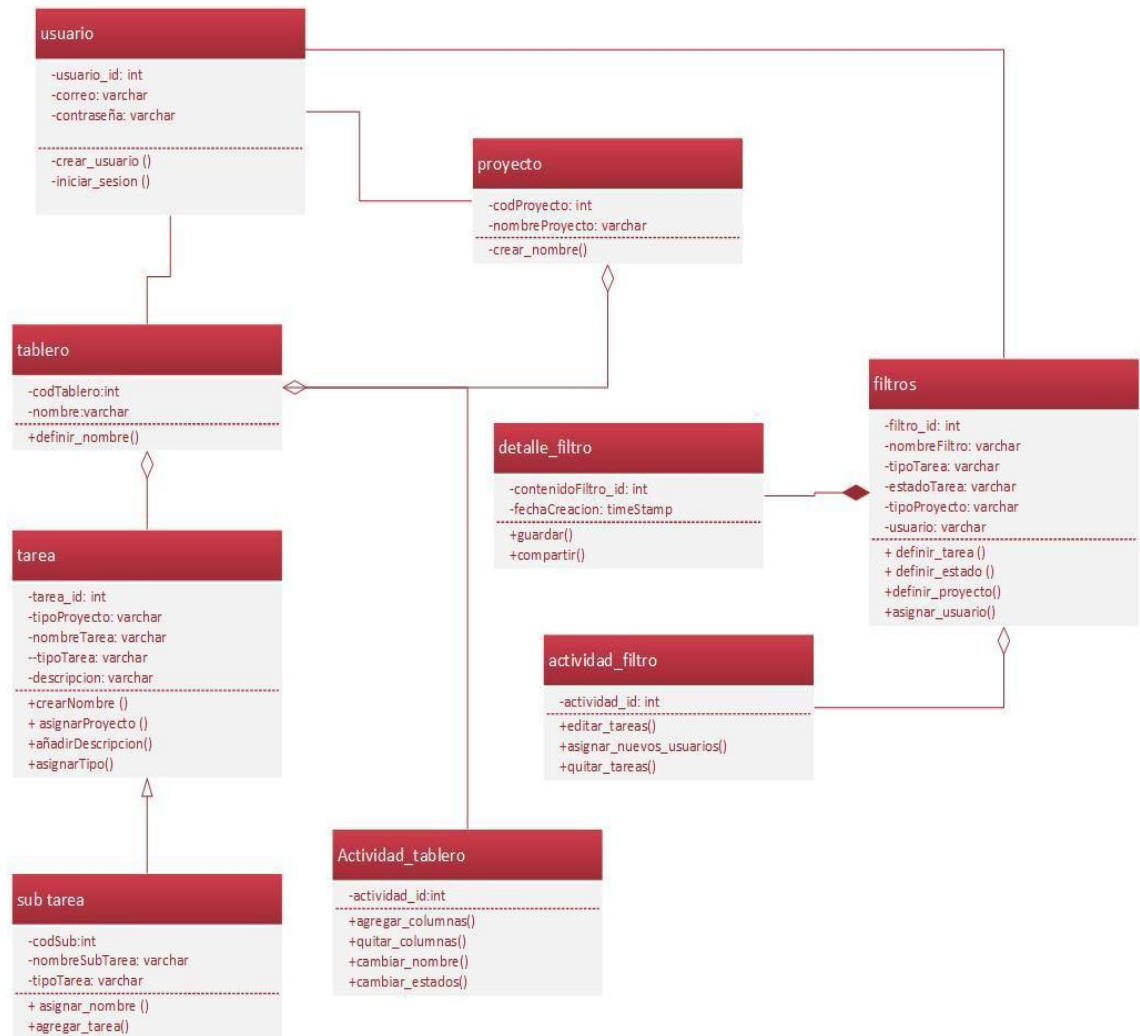 usuario
-usuario_id: int
-correo: varchar
-contraseña: varchar
-crear_usuario ()
-iniciar_sesion ()
proyecto
-codProyecto: int
-nombreProyecto: varchar
-crear_nombre()
tablero
-codTablero:int
-nombre:varchar
+definir_nombre()
filtros
-filtro_id: int
-nombreFiltro: varchar
-tipoTarea: varchar
-estadoTarea: varchar
-tipoProyecto: varchar
-usuario: varchar
+ definir_tarea ()
+ definir_estado ()
+definir_proyecto()
+asignar_usuario()
detalle_filtro
-contenidoFiltro_id: int
-fechaCreacion: timeStamp
+guardar()
+compartir()
tarea
-tarea_id: int
-tipoProyecto: varchar
-nombreTarea: varchar
--tipoTarea: varchar
-descripcion: varchar
+crearNombre ()
+ asignarProyecto ()
+añadirDescripcion()
+asignarTipo()
actividad_filtro
-actividad_id: int
+editar_tareas()
+asignar_nuevos_usuarios()
+quitar_tareas()
Actividad_tablero
-actividad_id:int
+agregar_columnas()
+quitar_columnas()
+cambiar_nombre()
+cambiar_estados()
sub tarea
-codSub:int
-nombreSubTarea: varchar
-tipoTarea: varchar
+ asignar_nombre ()
+agregar_tarea()